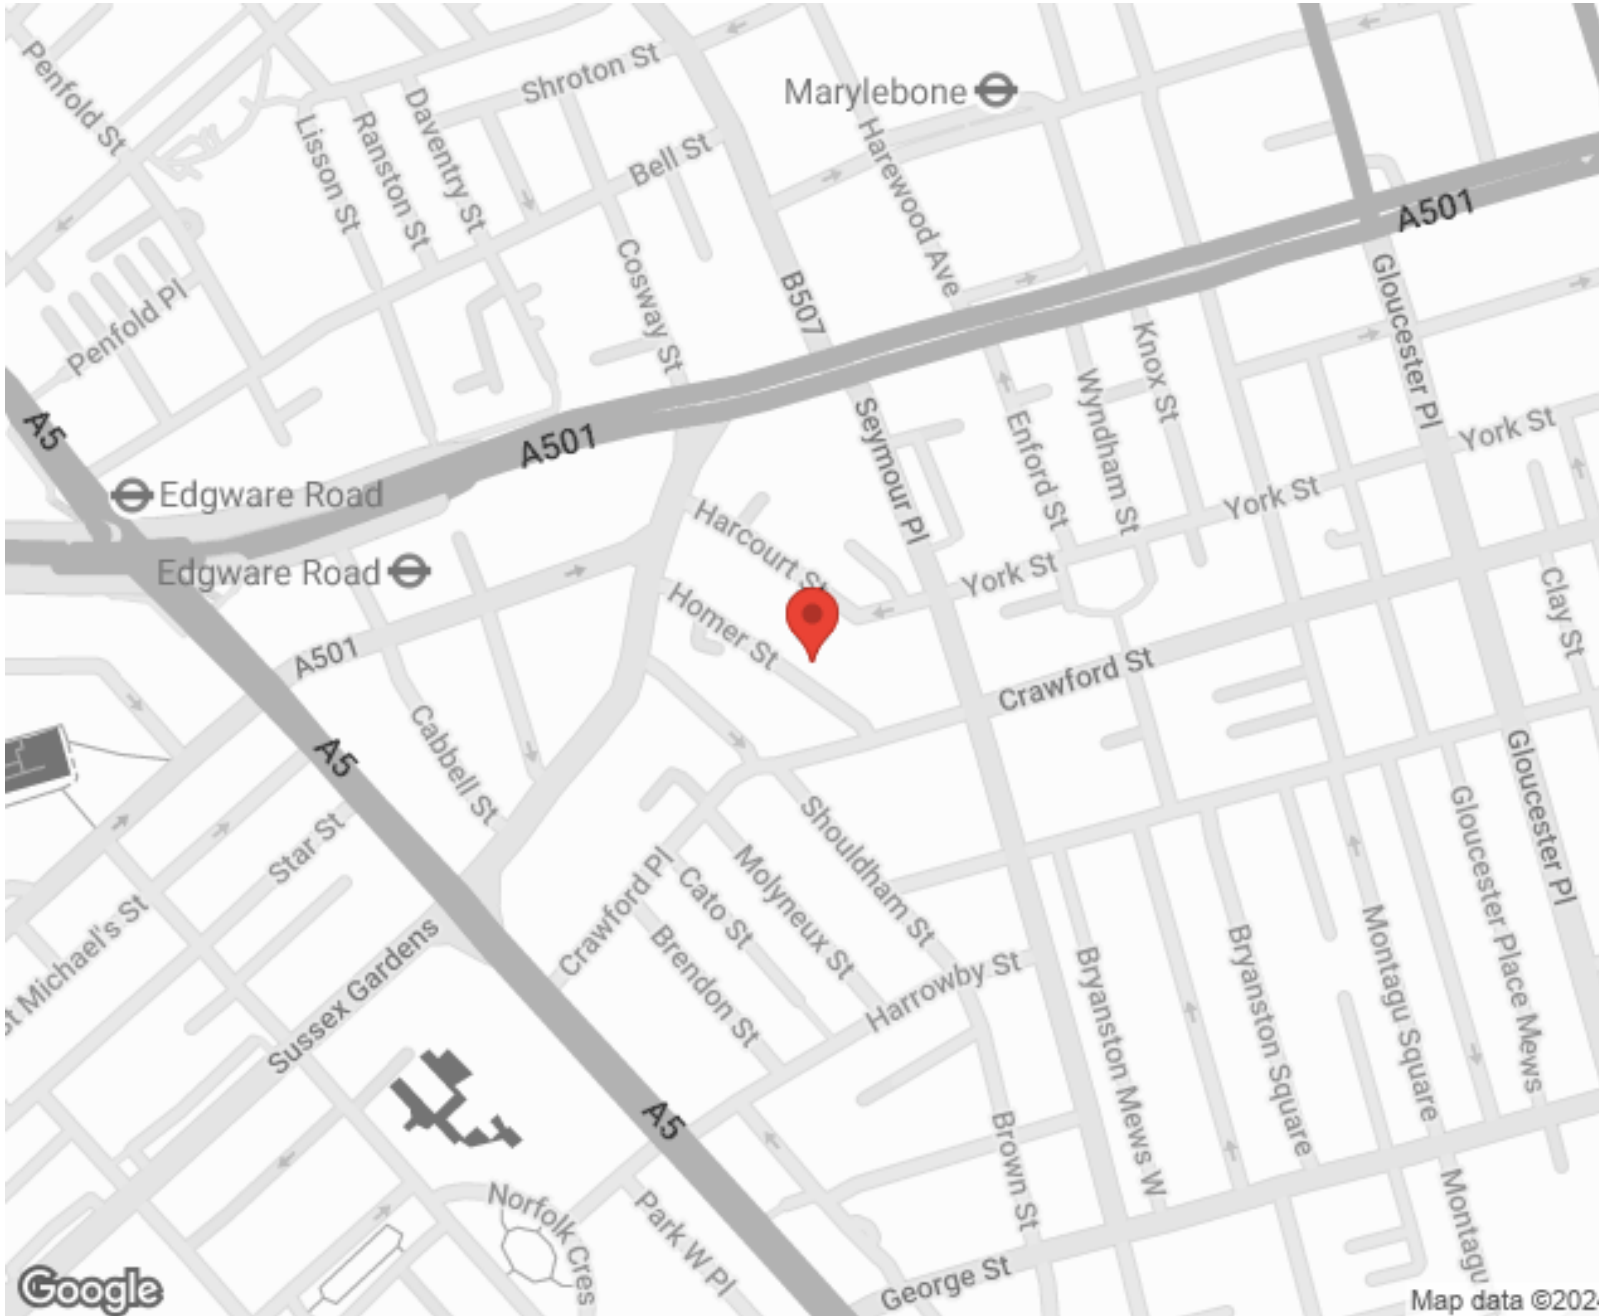 Penfold St
Shroton St
Marylebone
Lisson St
Ranston St
Daventry St
Bell St
Harewood Ave
A501
Penfold Pl
Cosway St
B507
Gloucester Pl
Knox St
A5
A501
Seymour Pl
Enford St
Wyndham St
York St
York St
Edgware Road
Edgware Road
Harcourt St
York St
Clay St
Homer St
A501
Crawford St
Cabbell St
A5
Gloucester Pl
Star St
Shouldham St
Crawford Pl
Cato St
Molyneux St
Gloucester Place Mews
St Michael's St
Sussex Gardens
Brendon St
Harrowby St
Bryanston Mews W
Bryanston Square
Montagu Square
A5
Brown St
Norfolk Cres
Park W Pl
Montagu
George St
Google
Map data ©202